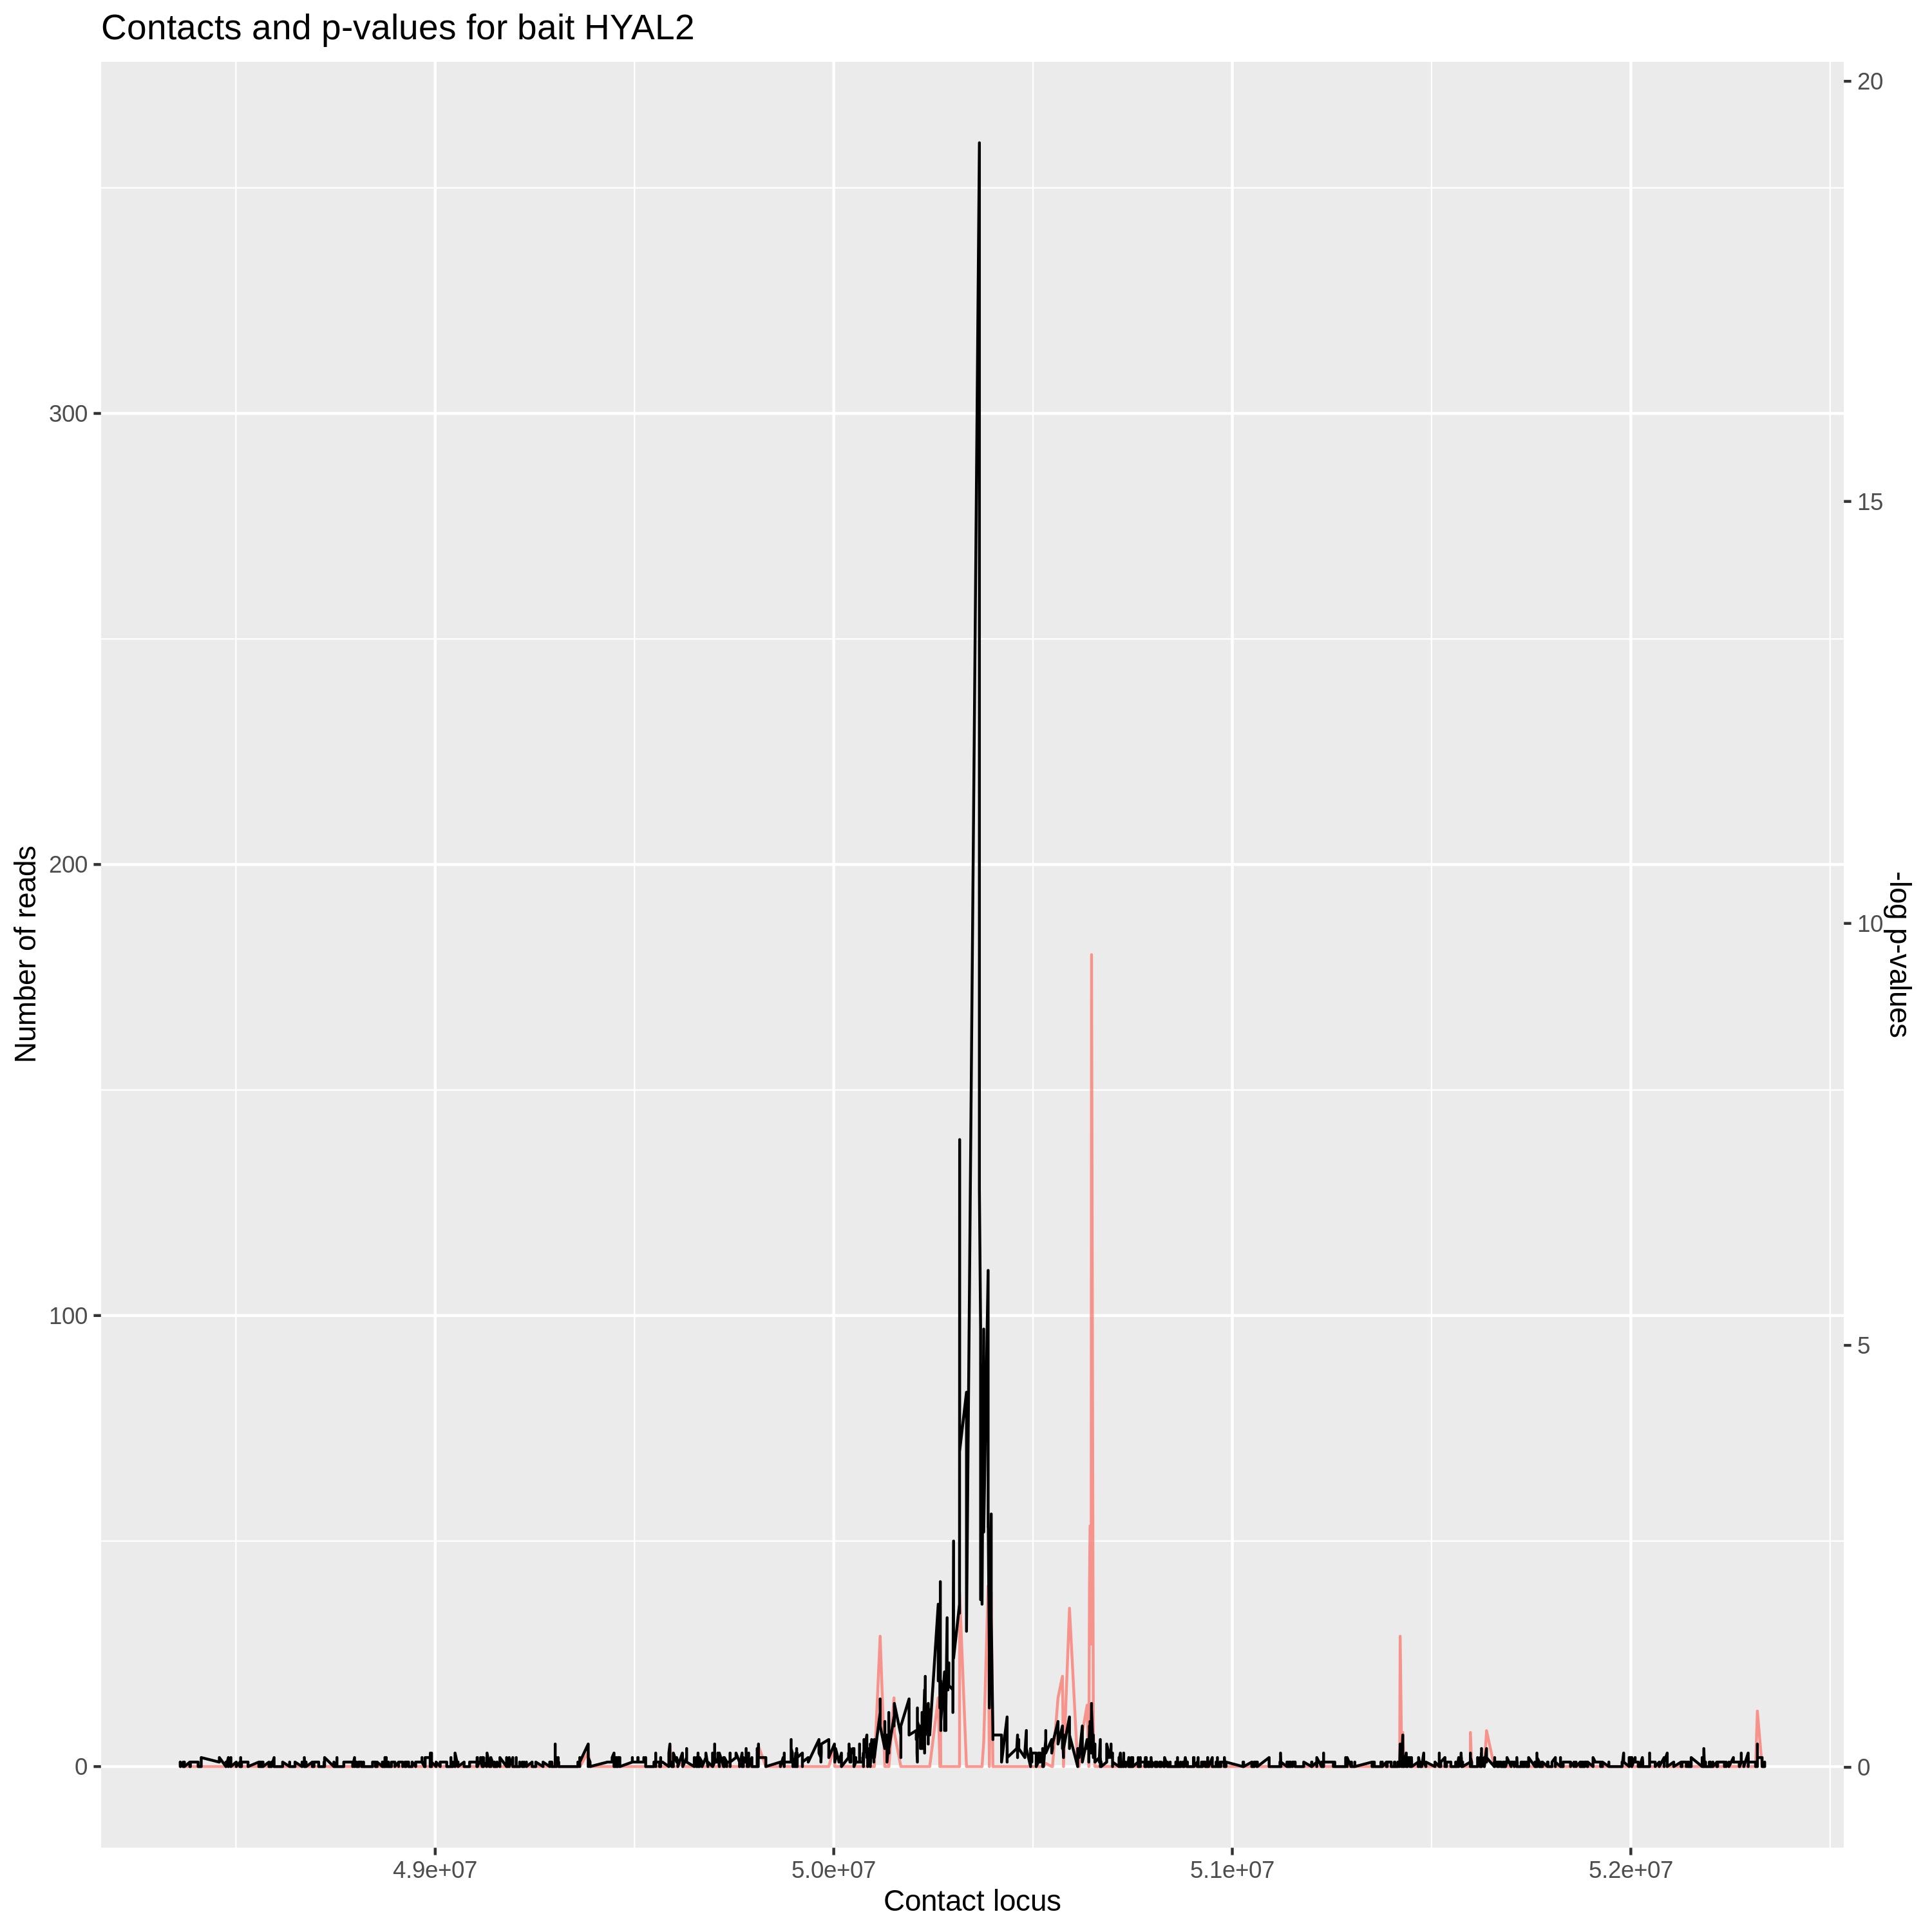 Contacts and p-values for bait HYAL2
20
300
15
200
10
100
5
0
0
Number of reads
-log p-values
4.9e+07
5.0e+07
5.1e+07
5.2e+07
Contact locus